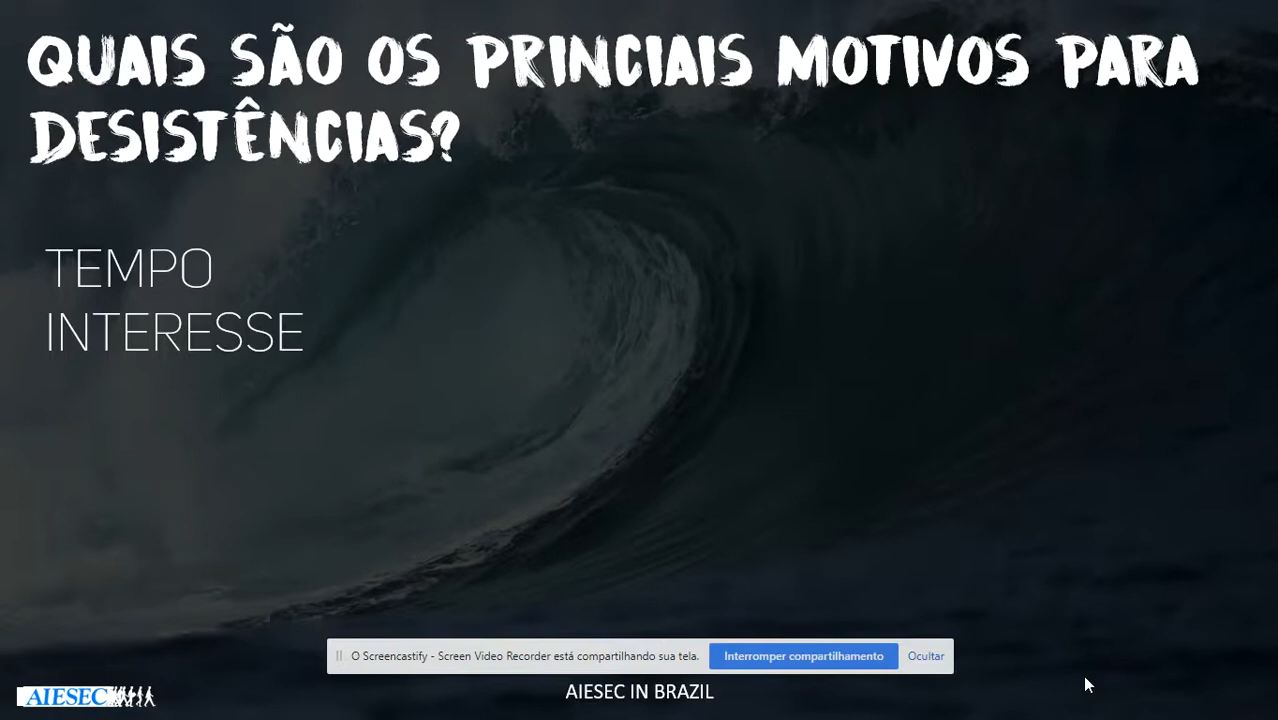 QUAIS SÃO OS PRINCIAIS MOTIVOS PARA
DESISTÊNCIAS?
TEMPO
INTERESSE
O Screencastify - Screen Video Recorder está compartilhando sua tela. Interromper compartilhamento Ocultar
AIESEC
AIESEC IN BRAZIL